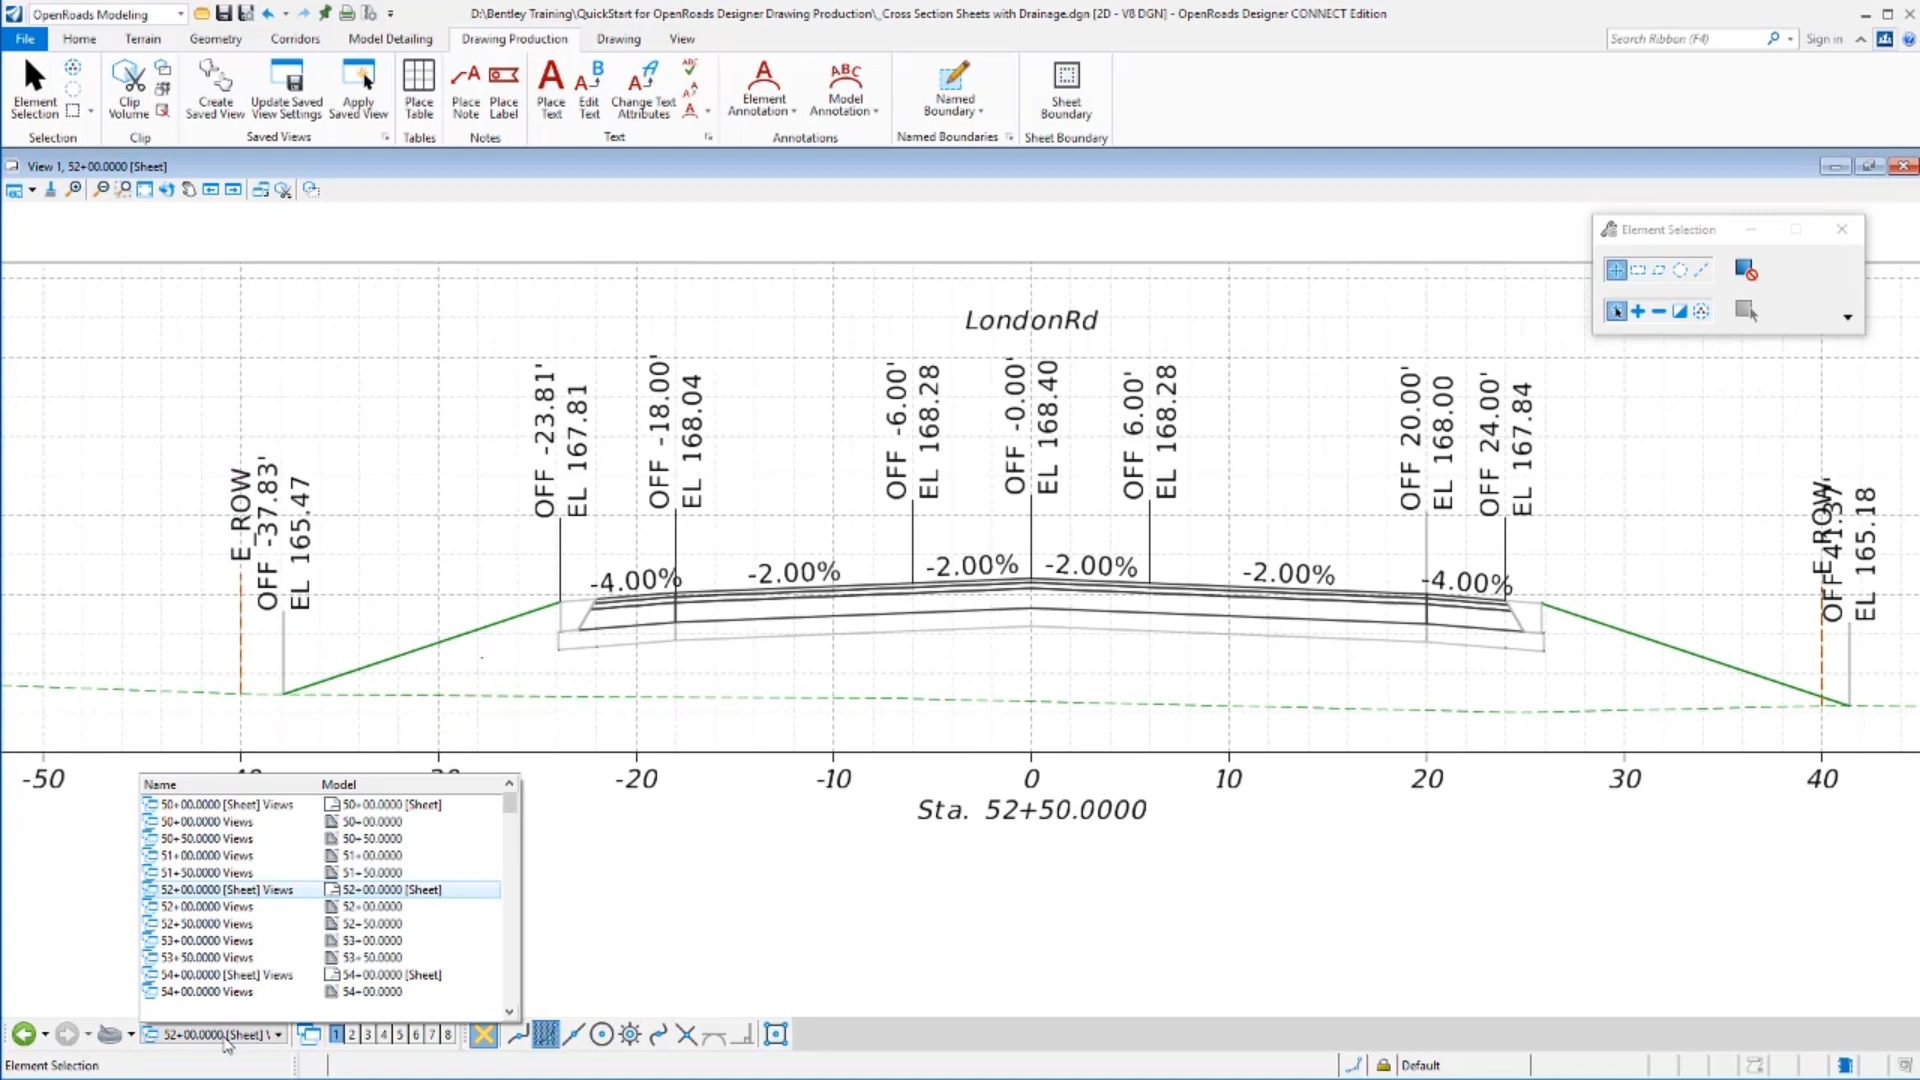 OpenRoads Modeling
D:\Bentley Training\QuickStart for OpenRoads Designer Drawing Production\_Cross Section Sheets with Drainage.dgn [2D - V8 DGN] - OpenRoads Designer CONNECT Edition
File Home Terrain Geometry Corridors Model Detailing Drawing Production Drawing View
Search Ribbon (F4)
Sign in
Element Selection
Clip Volume
Create Saved View
Update Saved View Settings
Apply Saved View
Place Table
Place Note
Place Label
Place Text
Edit Text
Change Text Attributes
Element Annotation
Model Annotation
Named Boundary
Sheet Boundary
Selection Clip Saved Views Tables Notes Text Annotations Named Boundaries Sheet Boundary
View 1, 52+00.0000 [Sheet]
Element Selection
LondonRd
E_ROW
OFF -37.83'
EL 165.47
OFF -23.81'
EL 167.81
OFF -18.00'
EL 168.04
OFF -6.00'
EL 168.28
OFF -0.00'
EL 168.40
OFF 6.00'
EL 168.28
OFF 20.00'
EL 168.00
OFF 24.00'
EL 167.84
E_ROW
OFF 41.37'
EL 165.18
-4.00% -2.00% -2.00% -2.00% -2.00% -4.00%
-50 -20 -10 0 10 20 30 40
Sta. 52+50.0000
Name Model
50+00.0000 [Sheet] Views 50+00.0000 [Sheet]
50+00.0000 Views 50+00.0000
50+50.0000 Views 50+50.0000
51+00.0000 Views 51+00.0000
51+50.0000 Views 51+50.0000
52+00.0000 [Sheet] Views 52+00.0000 [Sheet]
52+00.0000 Views 52+00.0000
52+50.0000 Views 52+50.0000
53+00.0000 Views 53+00.0000
53+50.0000 Views 53+50.0000
54+00.0000 [Sheet] Views 54+00.0000 [Sheet]
54+00.0000 Views 54+00.0000
52+00.0000 [Sheet] \ 1 2 3 4 5 6 7 8
Element Selection
Default